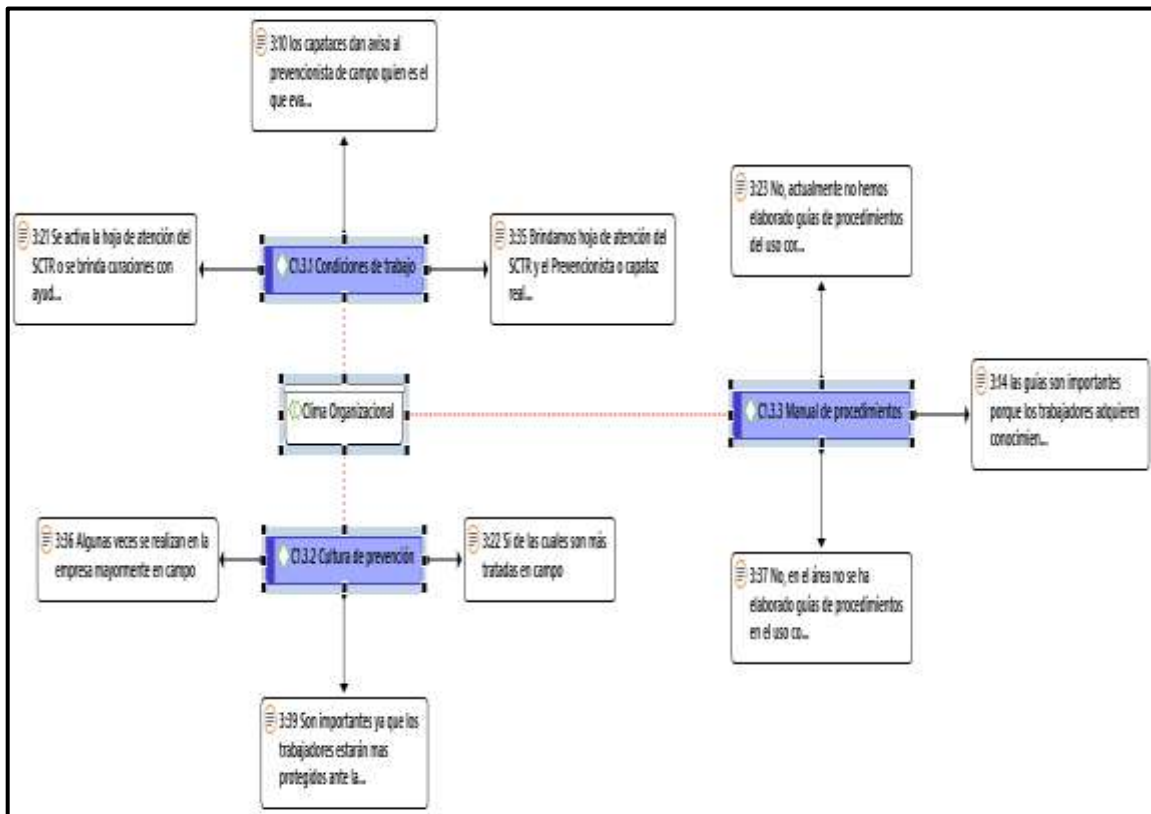 3:10 los capataces dan aviso al
prevencionista de campo quien es el
que eva...
3:21 Se activa la hoja de atención del
SCTR o se brinda curaciones con
ayud...
C1.3.1 Condiciones de trabajo
3:35 Brindamos hoja de atención del
SCTR y el Prevencionista o capataz
real...
3:23 No, actualmente no hemos
elaborado guías de procedimientos
del uso cor...
Clima Organizacional
C1.3.3 Manual de procedimientos
3:14 las guías son importantes
porque los trabajadores adquieren
conocimien...
3:36 Algunas veces se realizan en la
empresa mayormente en campo
C1.3.2 Cultura de prevención
3:22 Si de las cuales son más
tratadas en campo
3:37 No, en el área no se ha
elaborado guías de procedimientos
en el uso co...
3:39 Son importantes ya que los
trabajadores estarán mas
protegidos ante la...